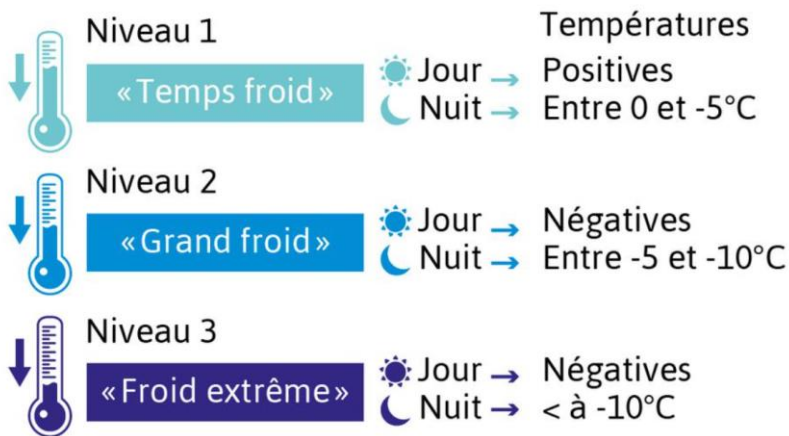 Températures
Niveau 1
«Temps froid»
Jour → Positives
Nuit → Entre 0 et -5°C
Niveau 2
«Grand froid»
Jour → Négatives
Nuit → Entre -5 et -10°C
Niveau 3
«Froid extrême»
Jour → Négatives
Nuit → < à -10°C